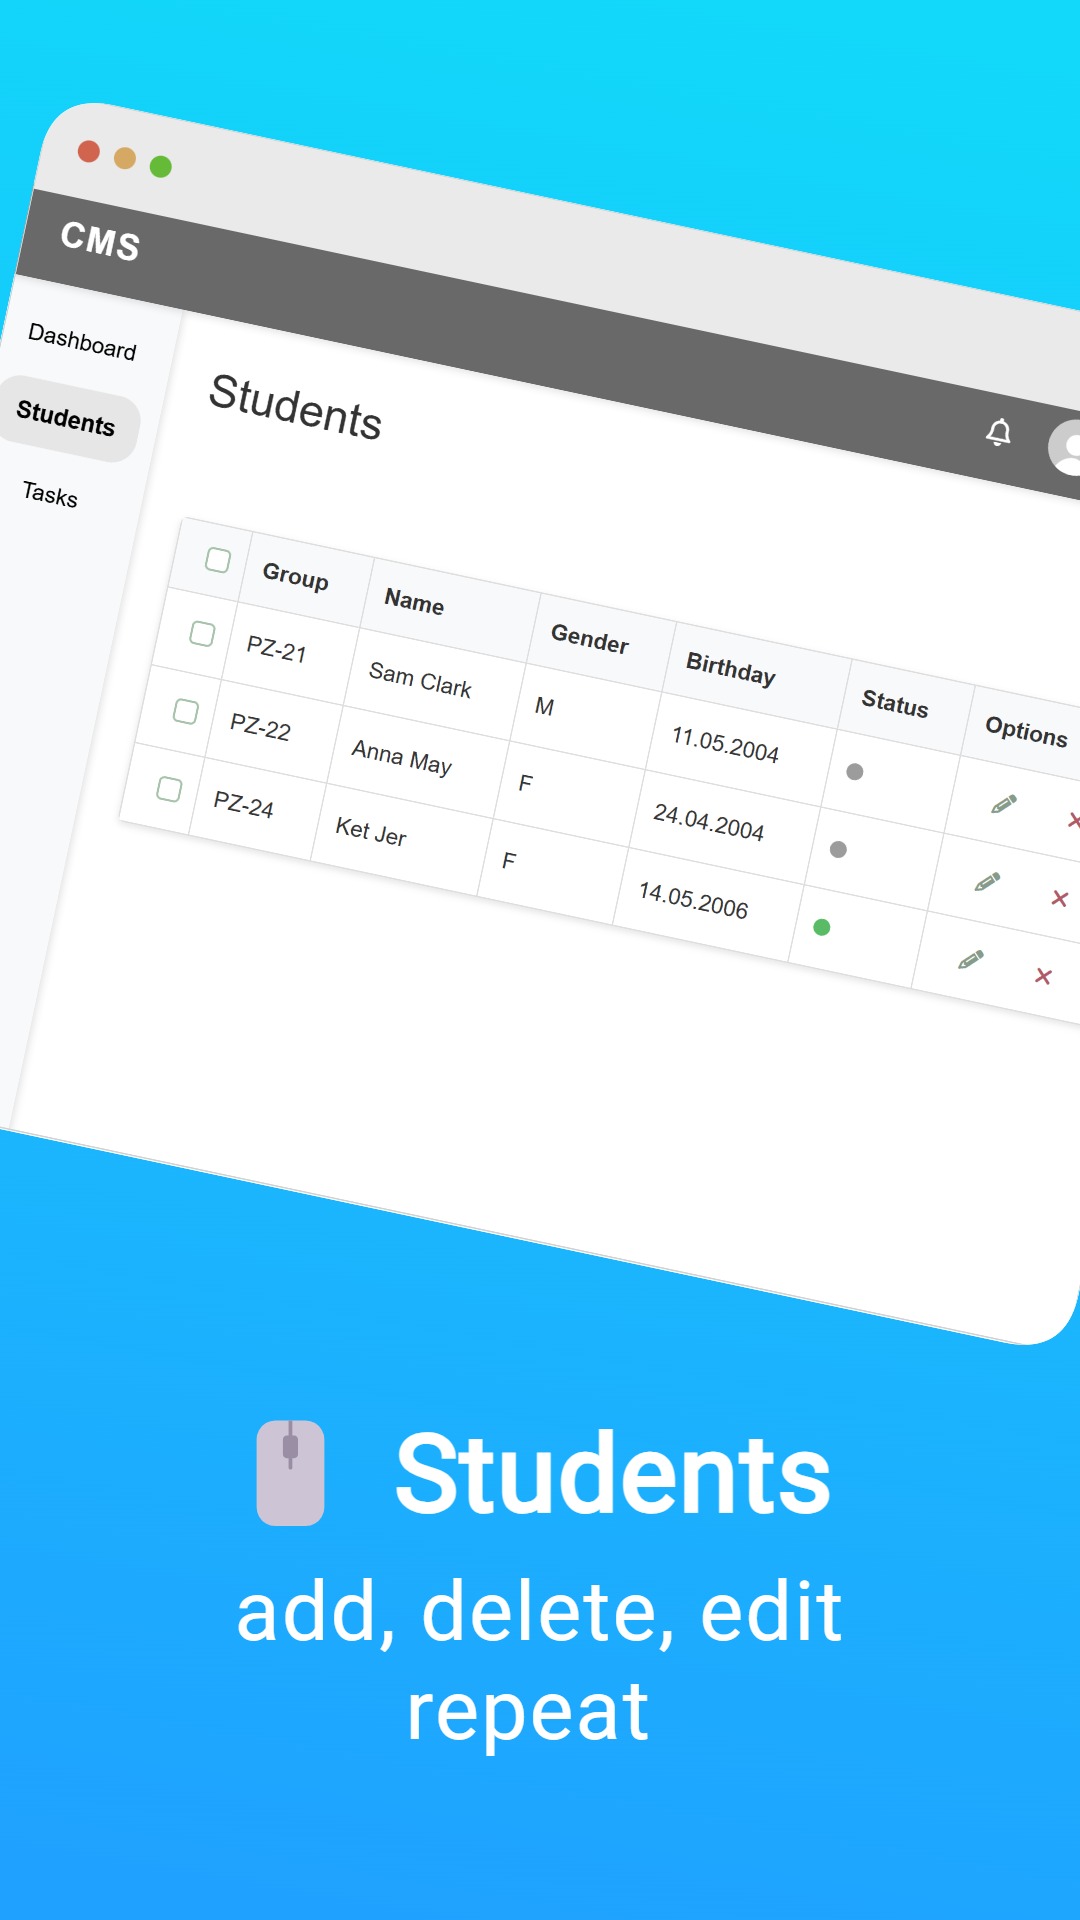 CMS
Dashboard
Students
Tasks
Students
Group Name Gender Birthday Status Options
PZ-21 Sam Clark M 11.05.2004
PZ-22 Anna May F 24.04.2004
PZ-24 Ket Jer F 14.05.2006
Students
add, delete, edit
repeat